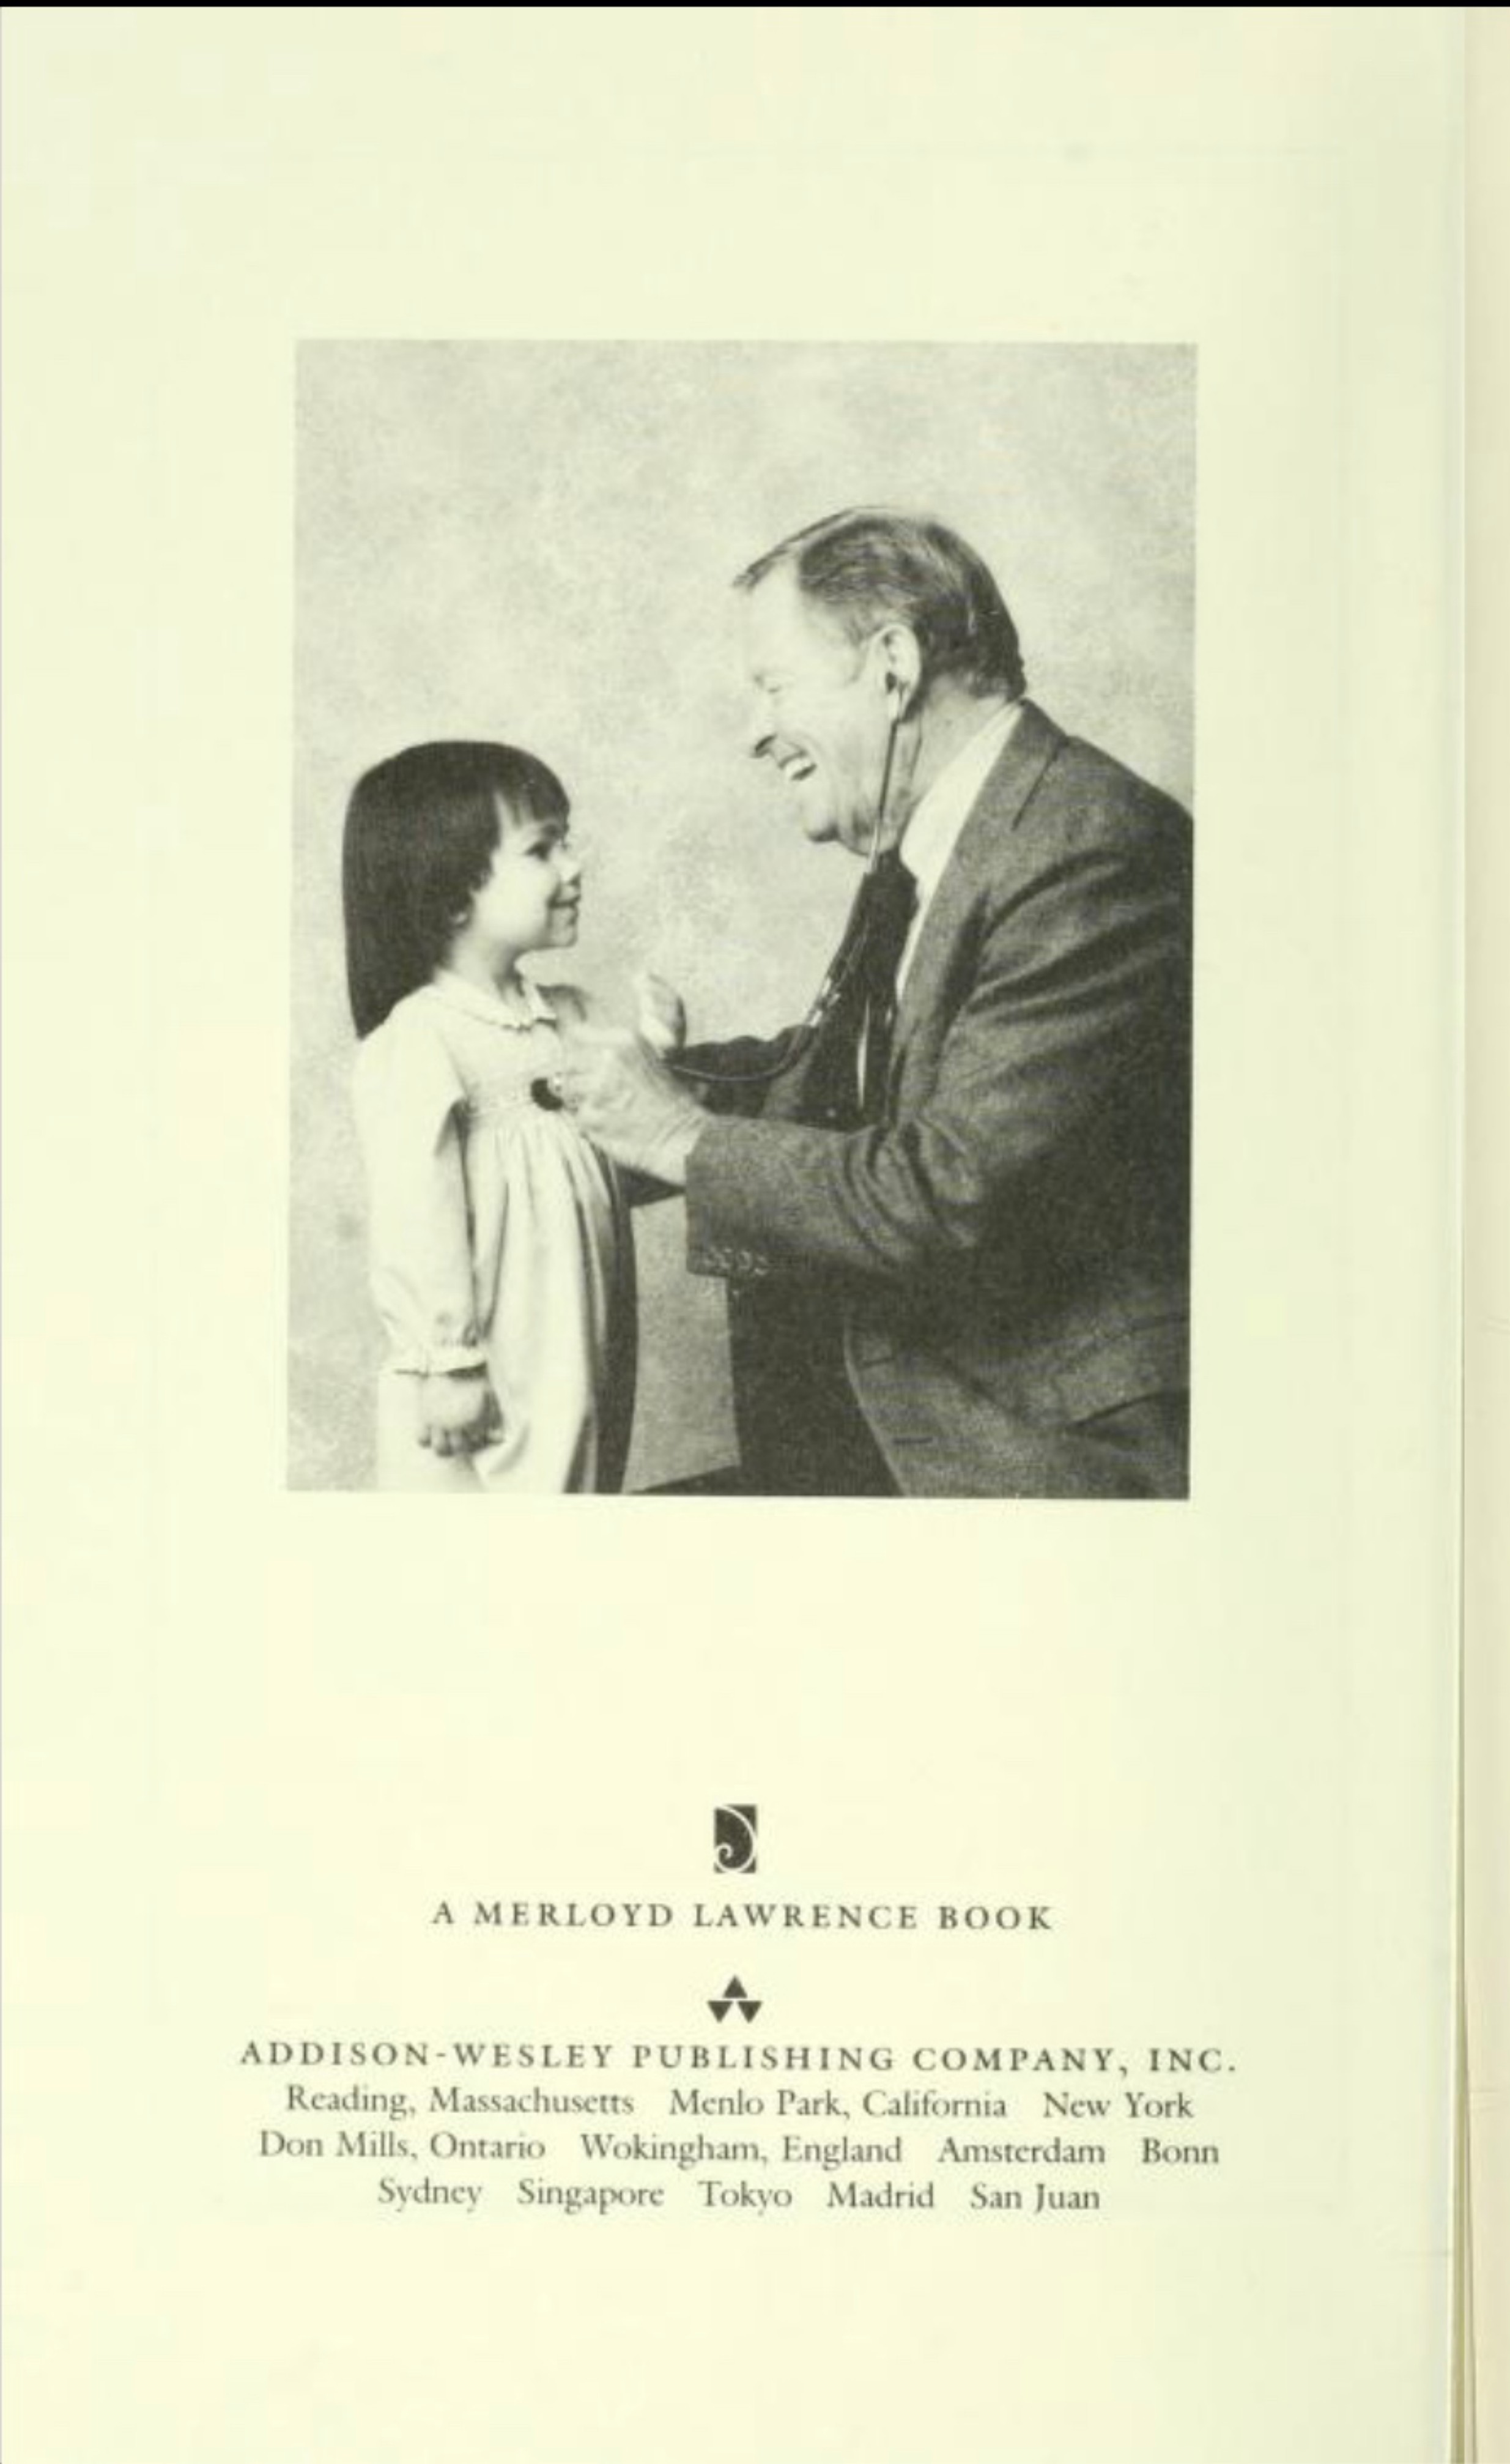 A MERLOYD LAWRENCE BOOK
ADDISON-WESLEY PUBLISHING COMPANY, INC.
Reading, Massachusetts Menlo Park, California New York
Don Mills, Ontario Wokingham, England Amsterdam Bonn
Sydney Singapore Tokyo Madrid San Juan